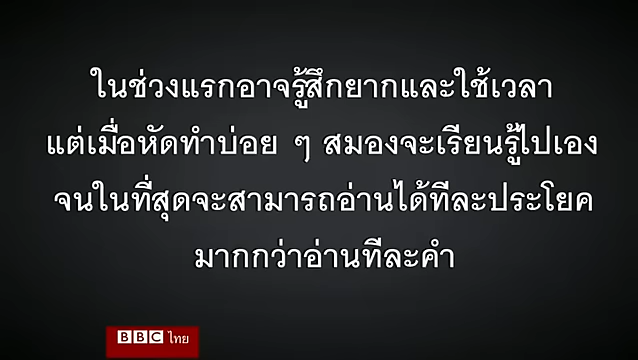 ในช่วงแรกอาจรู้สึกยากและใช้เวลา
แต่เมื่อหัดทำบ่อย ๆ สมองจะเรียนรู้ไปเอง
จนในที่สุดจะสามารถอ่านได้ทีละประโยค
มากกว่าอ่านทีละคำ
BBC ไทย